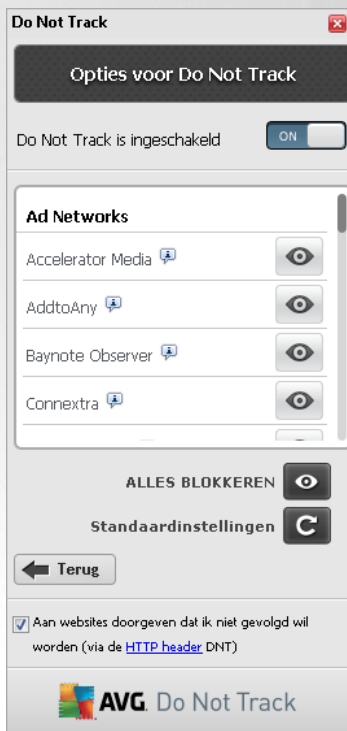 Do Not Track
Opties voor Do Not Track
Do Not Track is ingeschakeld
ON
Ad Networks
Accelerator Media
AddtoAny
Baynote Observer
Connextra
ALLES BLOKKEREN
Standaardinstellingen
Terug
Aan websites doorgeven dat ik niet gevolgd wil
worden (via de HTTP header DNT)
AVG. Do Not Track